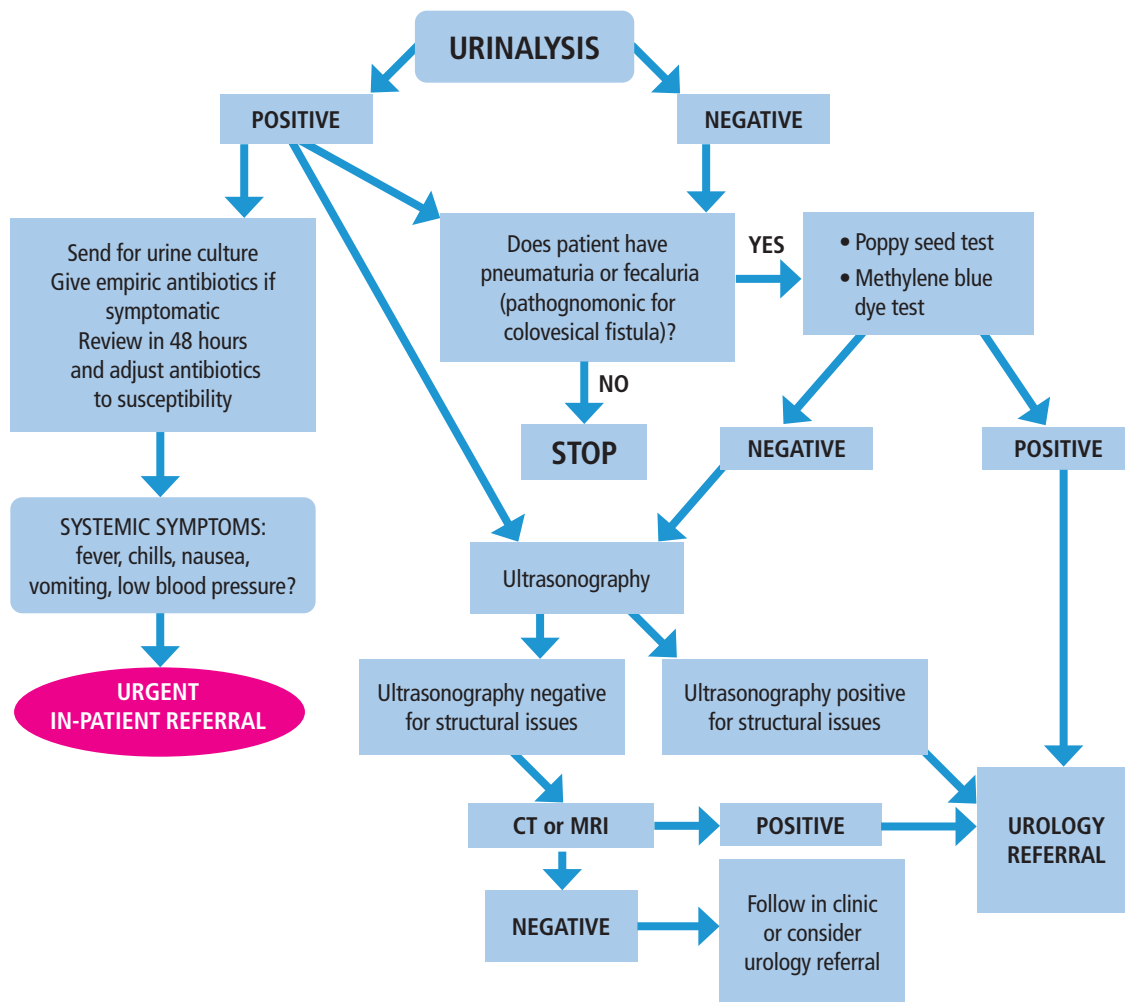 URINALYSIS
POSITIVE
NEGATIVE
Send for urine culture
Give empiric antibiotics if
symptomatic
Review in 48 hours
and adjust antibiotics
to susceptibility
Does patient have
pneumaturia or fecaluria
(pathognomonic for
colovesical fistula)?
YES
• Poppy seed test
• Methylene blue
dye test
NO
STOP
NEGATIVE
POSITIVE
SYSTEMIC SYMPTOMS:
fever, chills, nausea,
vomiting, low blood pressure?
Ultrasonography
URGENT
IN-PATIENT REFERRAL
Ultrasonography negative
for structural issues
Ultrasonography positive
for structural issues
CT or MRI
POSITIVE
UROLOGY
REFERRAL
NEGATIVE
Follow in clinic
or consider
urology referral